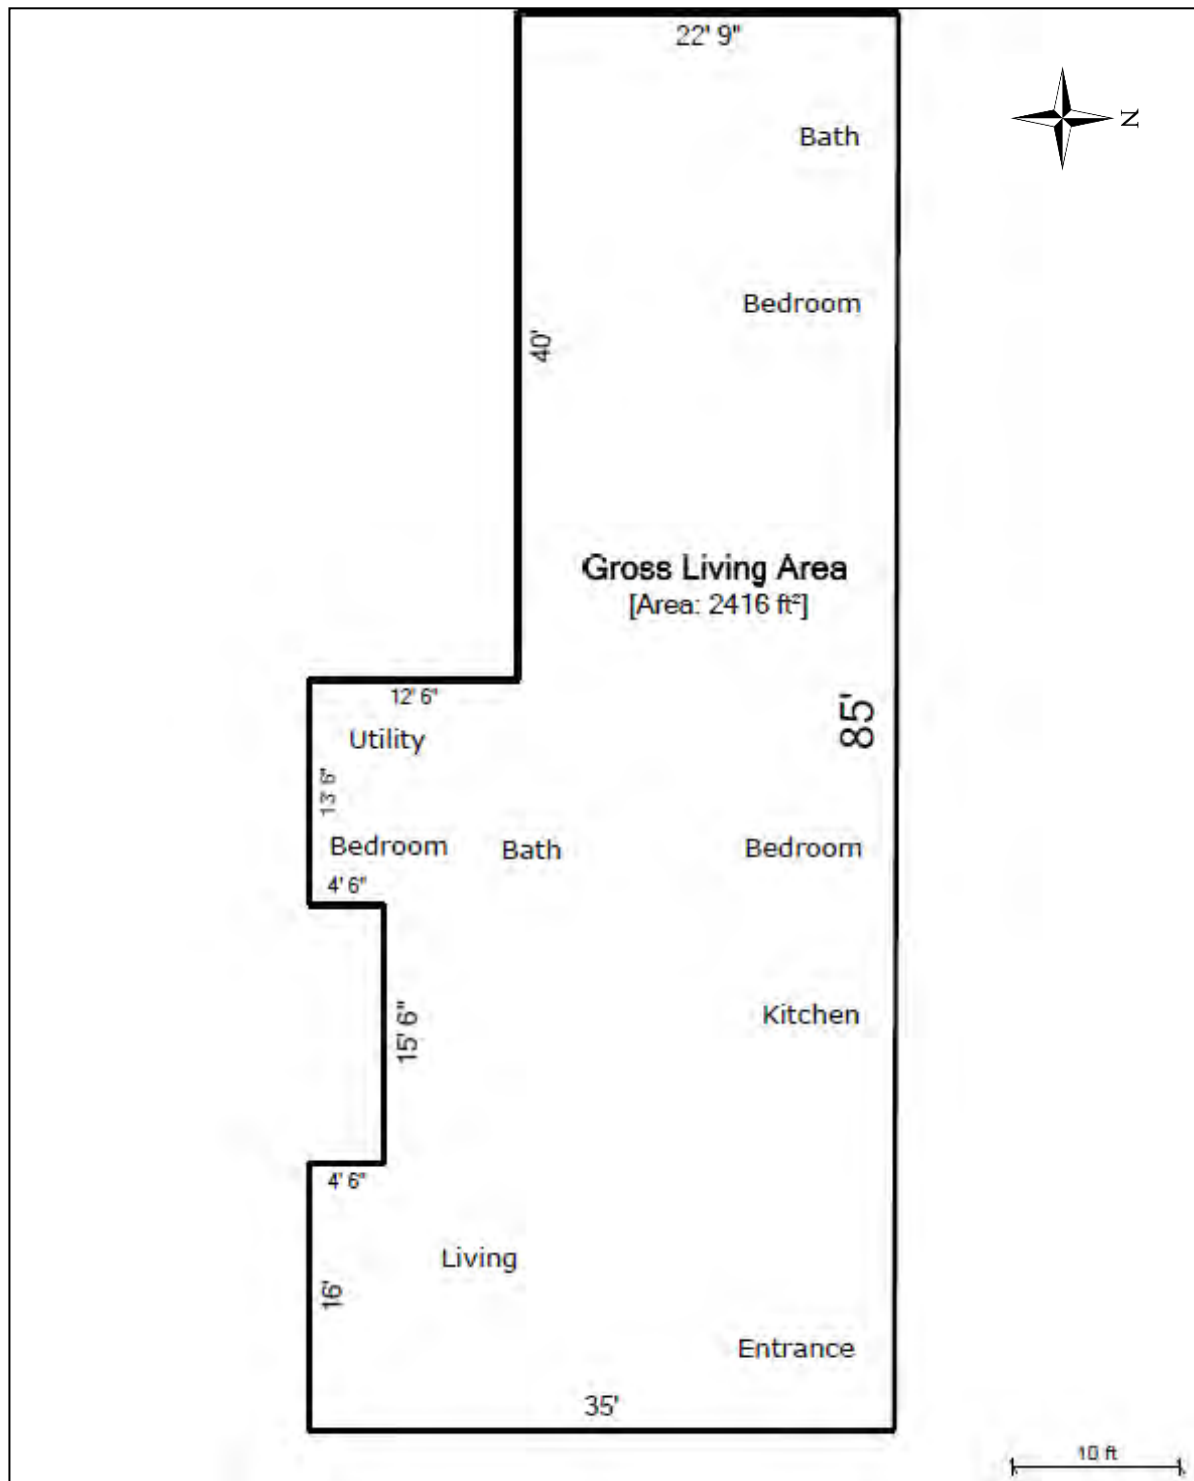 22' 9"
N
Bath
Bedroom
40'
Gross Living Area
[Area: 2416 ft²]
12' 6"
85'
Utility
13' 6"
Bedroom Bath Bedroom
4' 6"
15' 6"
Kitchen
4' 6"
Living
16'
Entrance
35'
10 ft